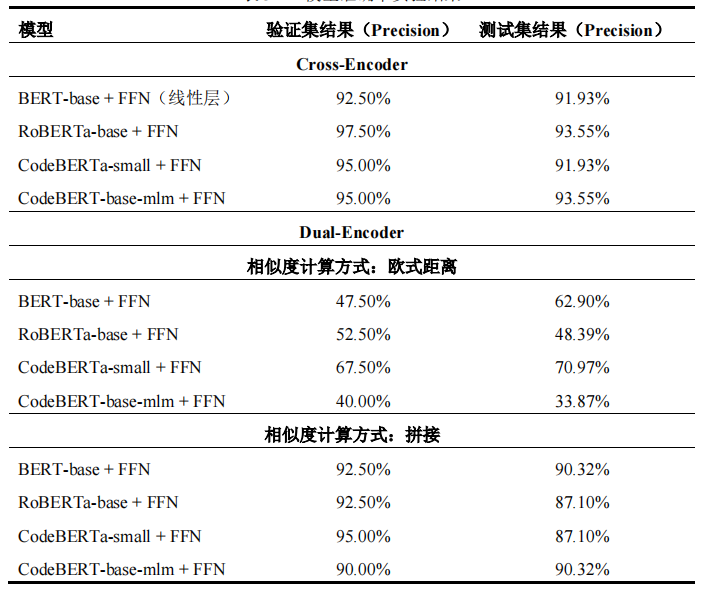 模型 验证集结果（Precision） 测试集结果（Precision）
Cross-Encoder
BERT-base + FFN（线性层） 92.50% 91.93%
RoBERTa-base + FFN 97.50% 93.55%
CodeBERTa-small + FFN 95.00% 91.93%
CodeBERT-base-mlm + FFN 95.00% 93.55%
Dual-Encoder
相似度计算方式：欧式距离
BERT-base + FFN 47.50% 62.90%
RoBERTa-base + FFN 52.50% 48.39%
CodeBERTa-small + FFN 67.50% 70.97%
CodeBERT-base-mlm + FFN 40.00% 33.87%
相似度计算方式：拼接
BERT-base + FFN 92.50% 90.32%
RoBERTa-base + FFN 92.50% 87.10%
CodeBERTa-small + FFN 95.00% 87.10%
CodeBERT-base-mlm + FFN 90.00% 90.32%